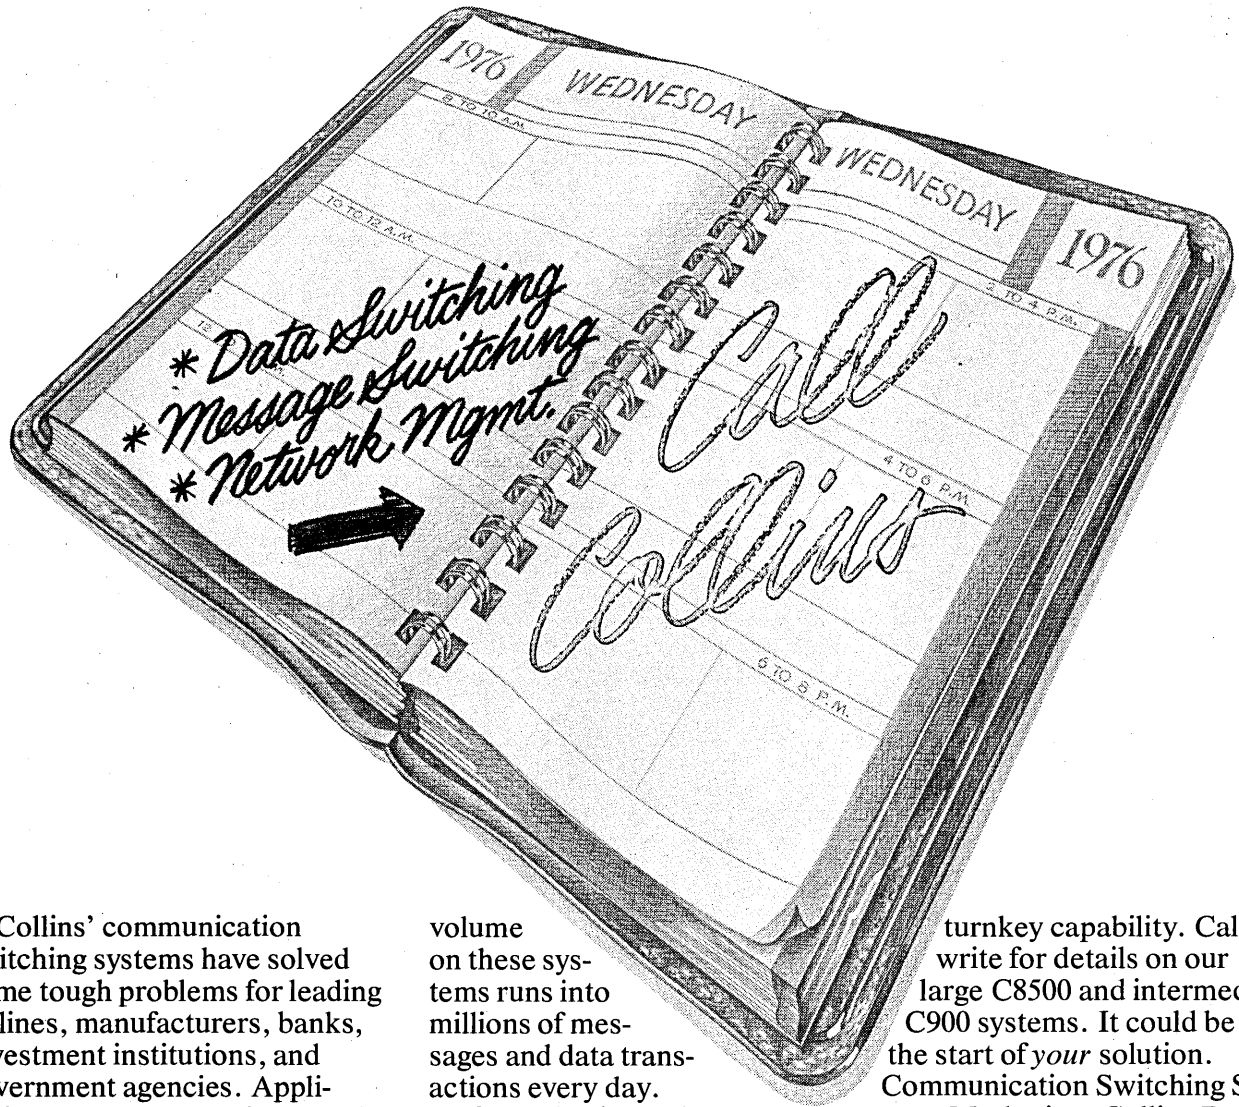 1976
WEDNESDAY
8 TO 10 A.M.
10 TO 12 A.M.
12
* Data Switching
* Message Switching
* Network Mgmt.
WEDNESDAY
1976
2 TO 4 P.M.
Call
4 TO 6 P.M.
Collins
6 TO 8 P.M.
Collins' communication
itching systems have solved
me tough problems for leading
lines, manufacturers, banks,
vestment institutions, and
vernment agencies. Appli-
volume
on these sys-
tems runs into
millions of mes-
sages and data trans-
actions every day.
turnkey capability. Cal
write for details on our
large C8500 and intermed
C900 systems. It could be
the start of your solution.
Communication Switching S